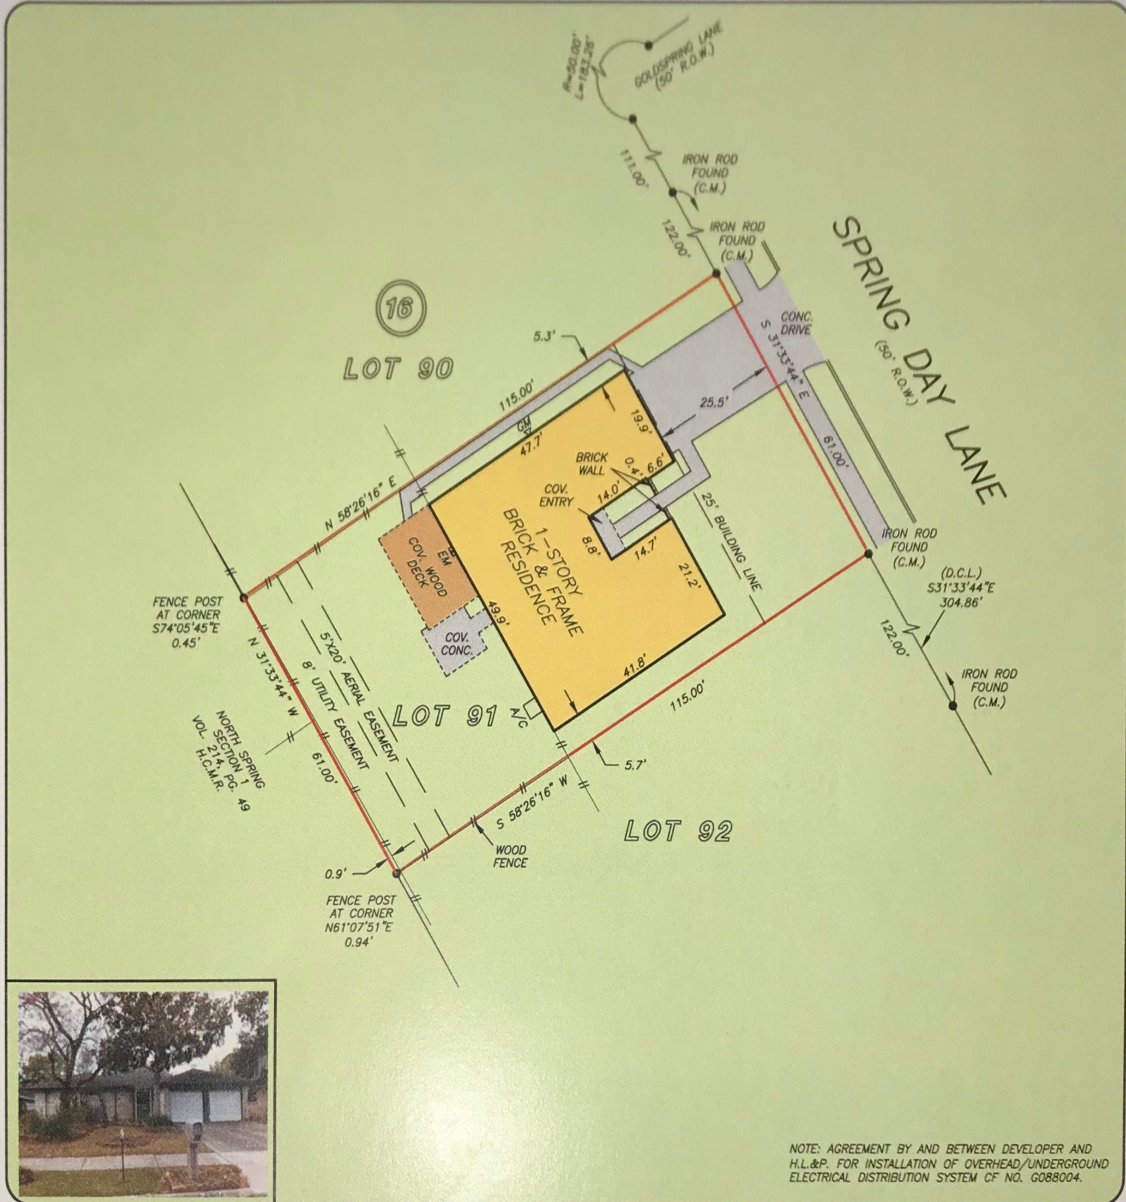 R=50.00'
L=183.26'
GOLDSPRING LANE
(50' R.O.W.)
111.00'
IRON ROD
FOUND
(C.M.)
122.00'
IRON ROD
FOUND
(C.M.)
SPRING DAY LANE
(50' R.O.W.)
16
LOT 90
5.3'
CONC.
DRIVE
S 31°33'44" E
115.00'
25.5'
19.9'
GM
47.7'
61.00'
BRICK
WALL
0.4'
6.6'
COV.
ENTRY
14.0'
N 58°26'16" E
25' BUILDING LINE
8.8'
14.7'
1-STORY
BRICK & FRAME
RESIDENCE
EM
COV. WOOD
DECK
21.2'
IRON ROD
FOUND
(C.M.)
(D.C.L.)
S31°33'44"E
304.86'
FENCE POST
AT CORNER
S74°05'45"E
0.45'
49.9'
COV.
CONC.
122.00'
N 31°33'44" W
5'X20' AERIAL EASEMENT
8' UTILITY EASEMENT
41.8'
IRON ROD
FOUND
(C.M.)
115.00'
LOT 91
A/C
NORTH SPRING
SECTION 1
VOL. 214, PG. 49
H.C.M.R.
61.00'
5.7'
S 58°26'16" W
LOT 92
WOOD
FENCE
0.9'
FENCE POST
AT CORNER
N61°07'51"E
0.94'
NOTE: AGREEMENT BY AND BETWEEN DEVELOPER AND
H.L.&P. FOR INSTALLATION OF OVERHEAD/UNDERGROUND
ELECTRICAL DISTRIBUTION SYSTEM CF NO. G088004.